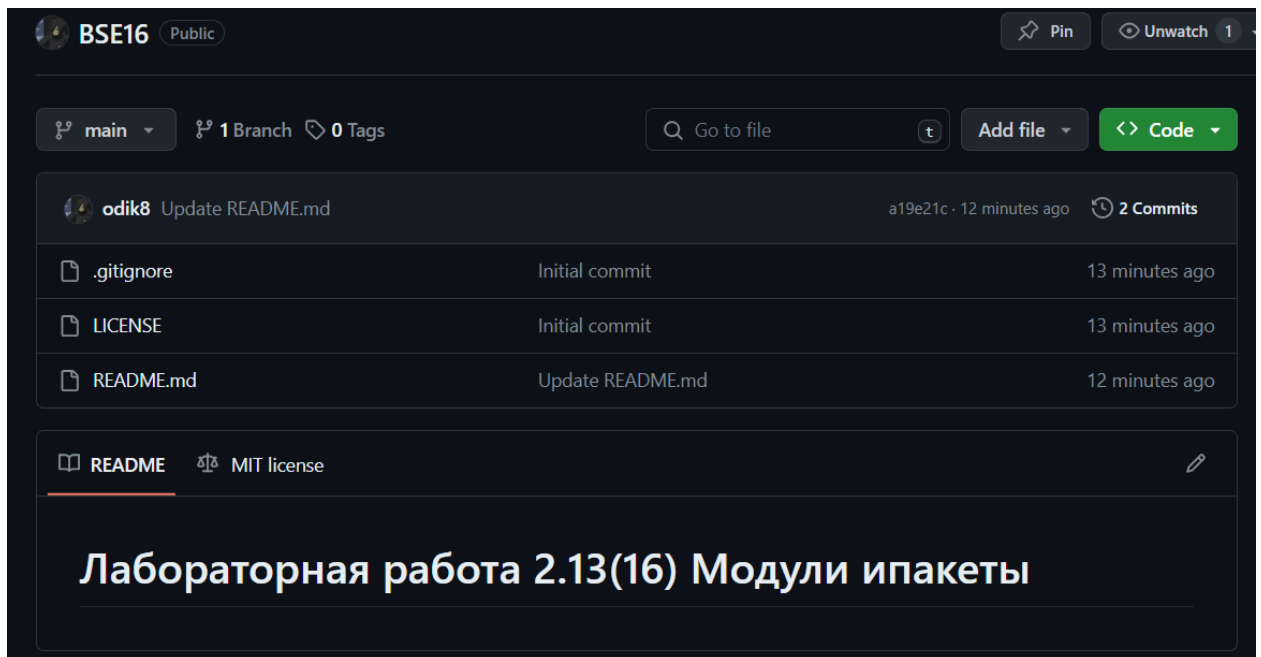 BSE16 Public Pin Unwatch 1
main 1 Branch 0 Tags Go to file t Add file Code
odik8 Update README.md a19e21c · 12 minutes ago 2 Commits
.gitignore Initial commit 13 minutes ago
LICENSE Initial commit 13 minutes ago
README.md Update README.md 12 minutes ago
README MIT license
Лабораторная работа 2.13(16) Модули ипакеты